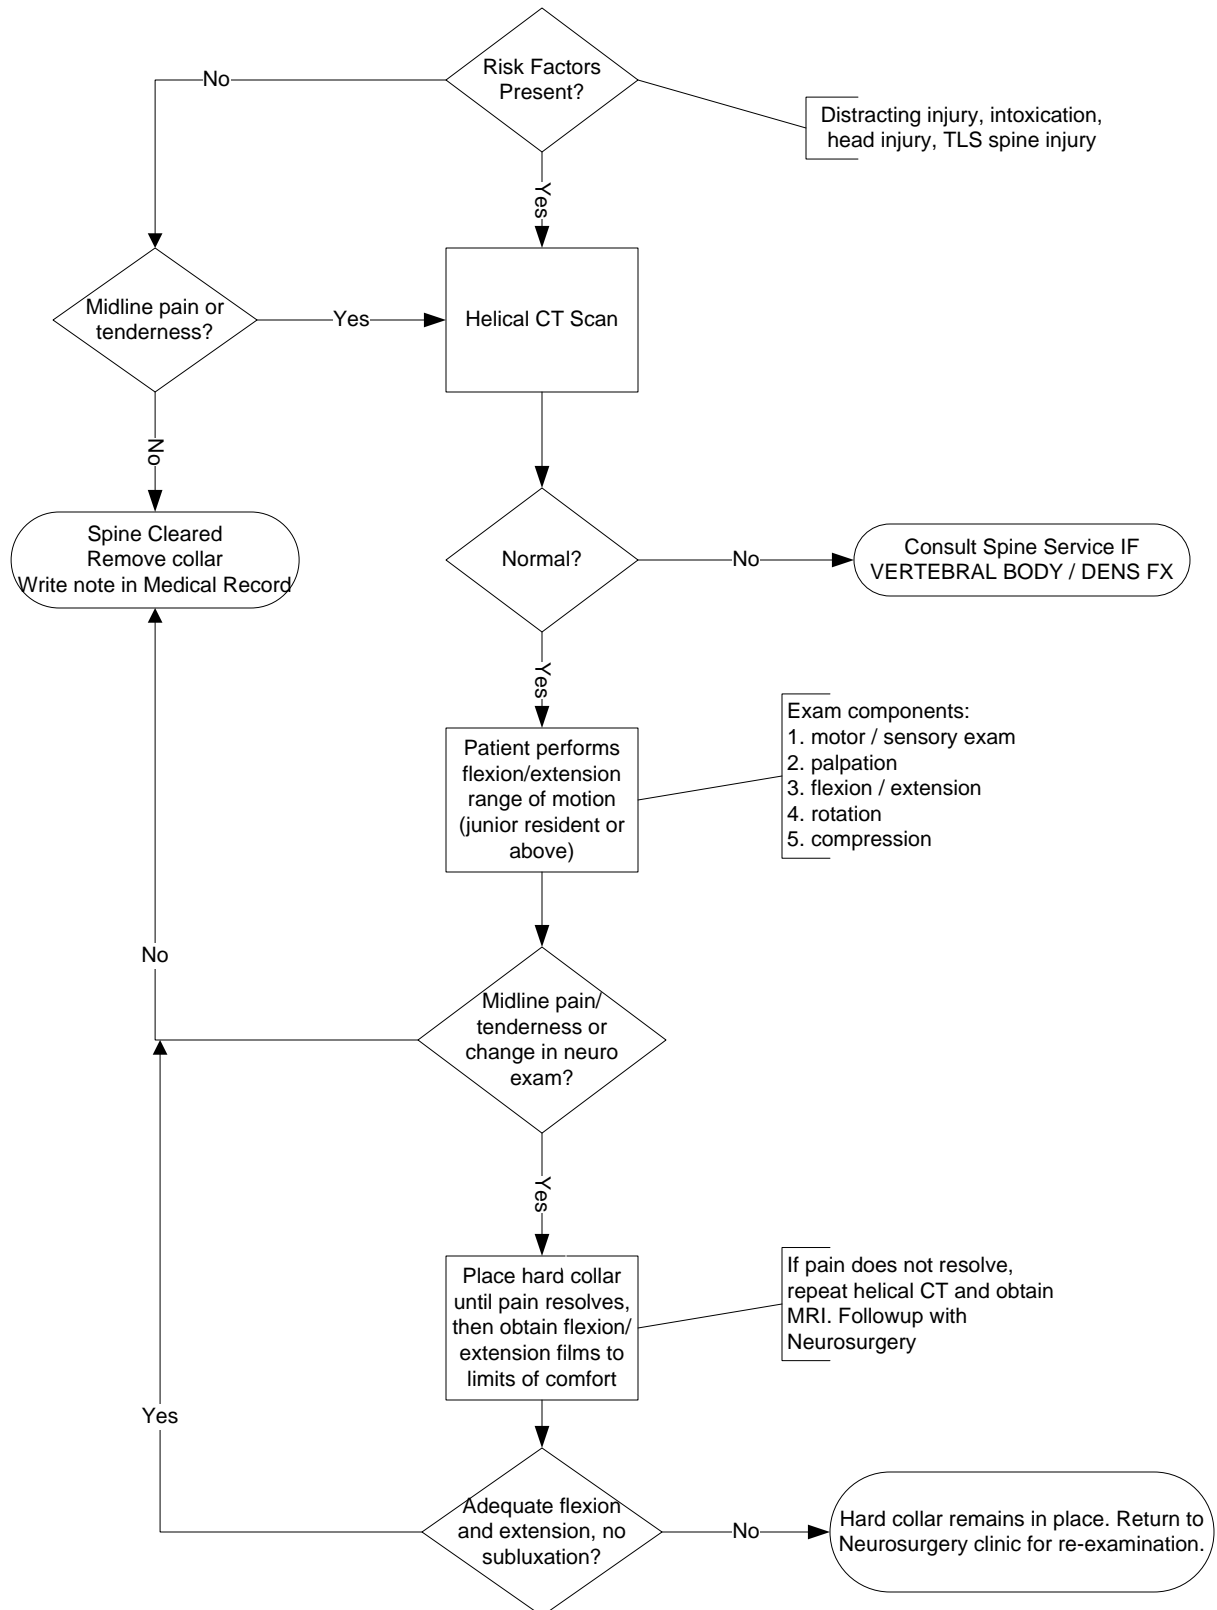 Risk Factors
Present?
No
Distracting injury, intoxication,
head injury, TLS spine injury
Yes
Midline pain or
tenderness?
Yes
Helical CT Scan
No
Spine Cleared
Remove collar
Write note in Medical Record
Normal?
No
Consult Spine Service IF
VERTEBRAL BODY / DENS FX
Yes
Patient performs
flexion/extension
range of motion
(junior resident or
above)
Exam components:
1. motor / sensory exam
2. palpation
3. flexion / extension
4. rotation
5. compression
No
Midline pain/
tenderness or
change in neuro
exam?
Yes
Place hard collar
until pain resolves,
then obtain flexion/
extension films to
limits of comfort
If pain does not resolve,
repeat helical CT and obtain
MRI. Followup with
Neurosurgery
Yes
Adequate flexion
and extension, no
subluxation?
No
Hard collar remains in place. Return to
Neurosurgery clinic for re-examination.